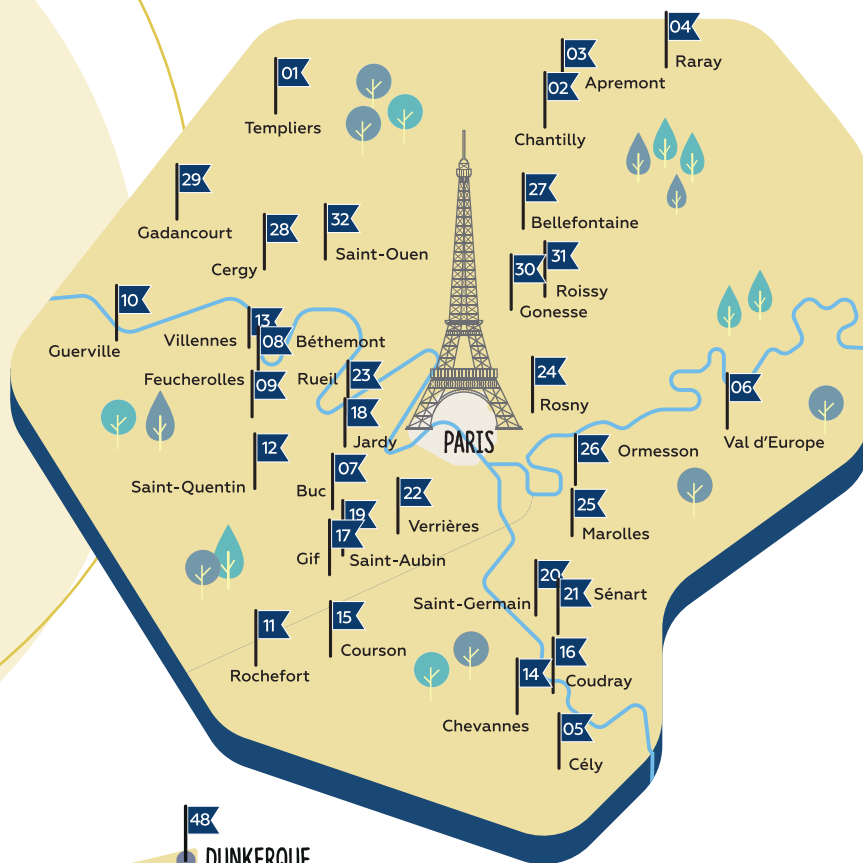 04
Raray
03
Apremont
02
Chantilly
01
Templiers
29
Gadancourt
27
Bellefontaine
28
Cergy
32
Saint-Ouen
31
Roissy
30
Gonesse
10
Guerville
13
Villennes
08
Béthemont
Feucherolles
09
Rueil
23
24
Rosny
06
Val d’Europe
18
Jardy
PARIS
12
Saint-Quentin
26
Ormesson
07
Buc
22
Verrières
25
Marolles
19
17
Gif
Saint-Aubin
20
Saint-Germain
21
Sénart
11
Rochefort
15
Courson
16
Coudray
14
Chevannes
05
Cély
48
DUNKERQUE